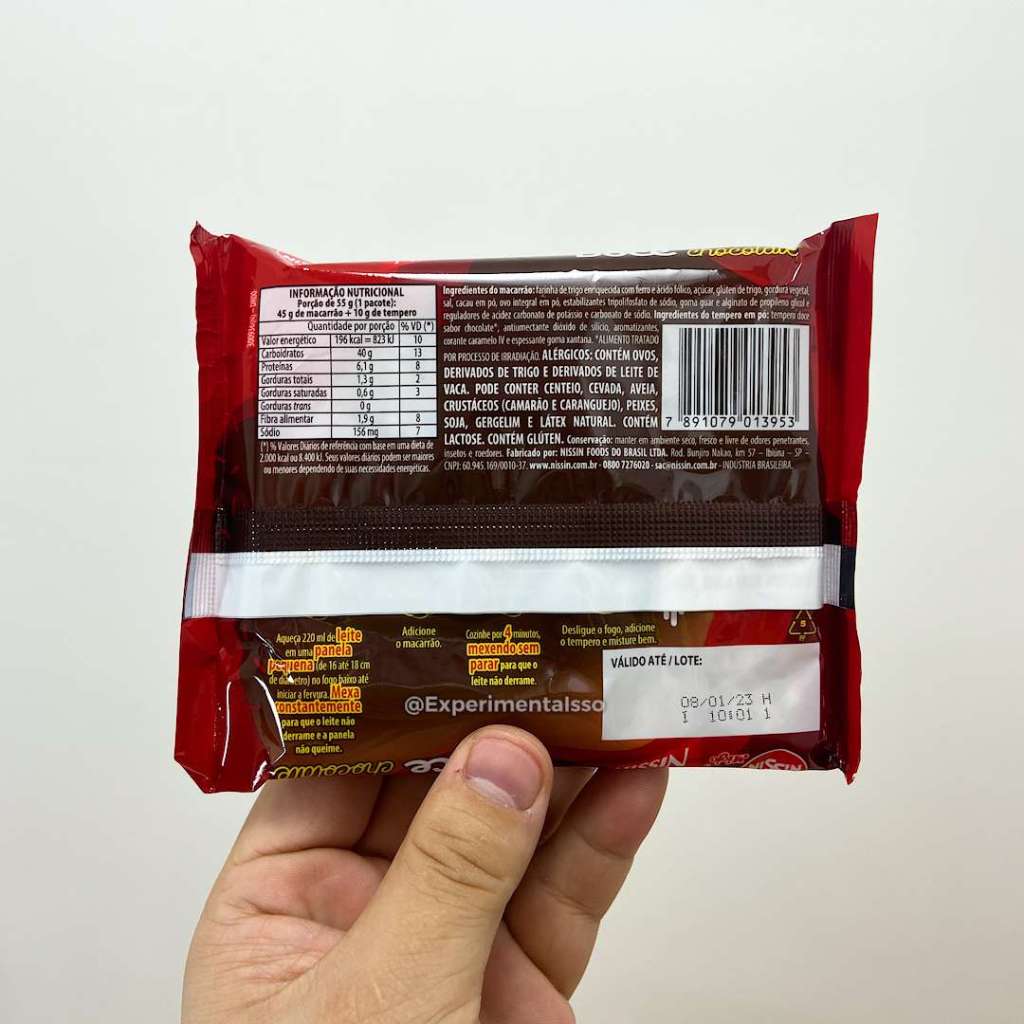 chocolate
INFORMAÇÃO NUTRICIONAL
Porção de 55 g (1 pacote):
45 g de macarrão + 10 g de tempero
Quantidade por porção % VD (*)
Valor energético 196 kcal = 823 kJ 10
Carboidratos 40 g 13
Proteínas 6,1 g 8
Gorduras totais 1,3 g 2
Gorduras saturadas 0,6 g 3
Gorduras trans 0 g
Fibra alimentar 1,9 g 8
Sódio 156 mg 7
(*) % Valores Diários de referência com base em uma dieta de
2.000 kcal ou 8.400 kJ. Seus valores diários podem ser maiores
ou menores dependendo de suas necessidades energéticas.
Ingredientes do macarrão: farinha de trigo enriquecida com ferro e ácido fólico, açúcar, glúten de trigo, gordura vegetal,
sal, cacau em pó, ovo integral em pó, estabilizantes tripolifosfato de sódio, goma guar e alginato de propileno glicol e
reguladores de acidez carbonato de potássio e carbonato de sódio. Ingredientes do tempero em pó: tempero doce
sabor chocolate*, antiumectante dióxido de silício, aromatizantes,
corante caramelo IV e espessante goma xantana. *ALIMENTO TRATADO
POR PROCESSO DE IRRADIAÇÃO. ALÉRGICOS: CONTÉM OVOS,
DERIVADOS DE TRIGO E DERIVADOS DE LEITE DE
VACA. PODE CONTER CENTEIO, CEVADA, AVEIA,
CRUSTÁCEOS (CAMARÃO E CARANGUEJO), PEIXES,
SOJA, GERGELIM E LÁTEX NATURAL. CONTÉM
LACTOSE. CONTÉM GLÚTEN. Conservação: manter em ambiente seco, fresco e livre de odores penetrantes,
insetos e roedores. Fabricado por: NISSIN FOODS DO BRASIL LTDA. Rod. Bunjiro Nakao, km 57 - Ibiúna - SP -
CNPJ: 60.945.169/0010-37. www.nissin.com.br · 0800 7276028 · sac@nissin.com.br - INDÚSTRIA BRASILEIRA.
7 891079 013953
Aqueça 220 ml de leite
em uma panela
pequena (de 16 até 18 cm
de diâmetro) no fogo baixo até
iniciar a fervura. Mexa
constantemente
para que o leite não
derrame e a panela
não queime.
Adicione
o macarrão.
Cozinhe por 4 minutos,
mexendo sem
parar para que o
leite não derrame.
Desligue o fogo, adicione
o tempero e misture bem.
5
PP
VÁLIDO ATÉ / LOTE:
08/01/23 H
I 10:01 1
@ExperimentaIsso
chocolate
NISSIN
NISSIN